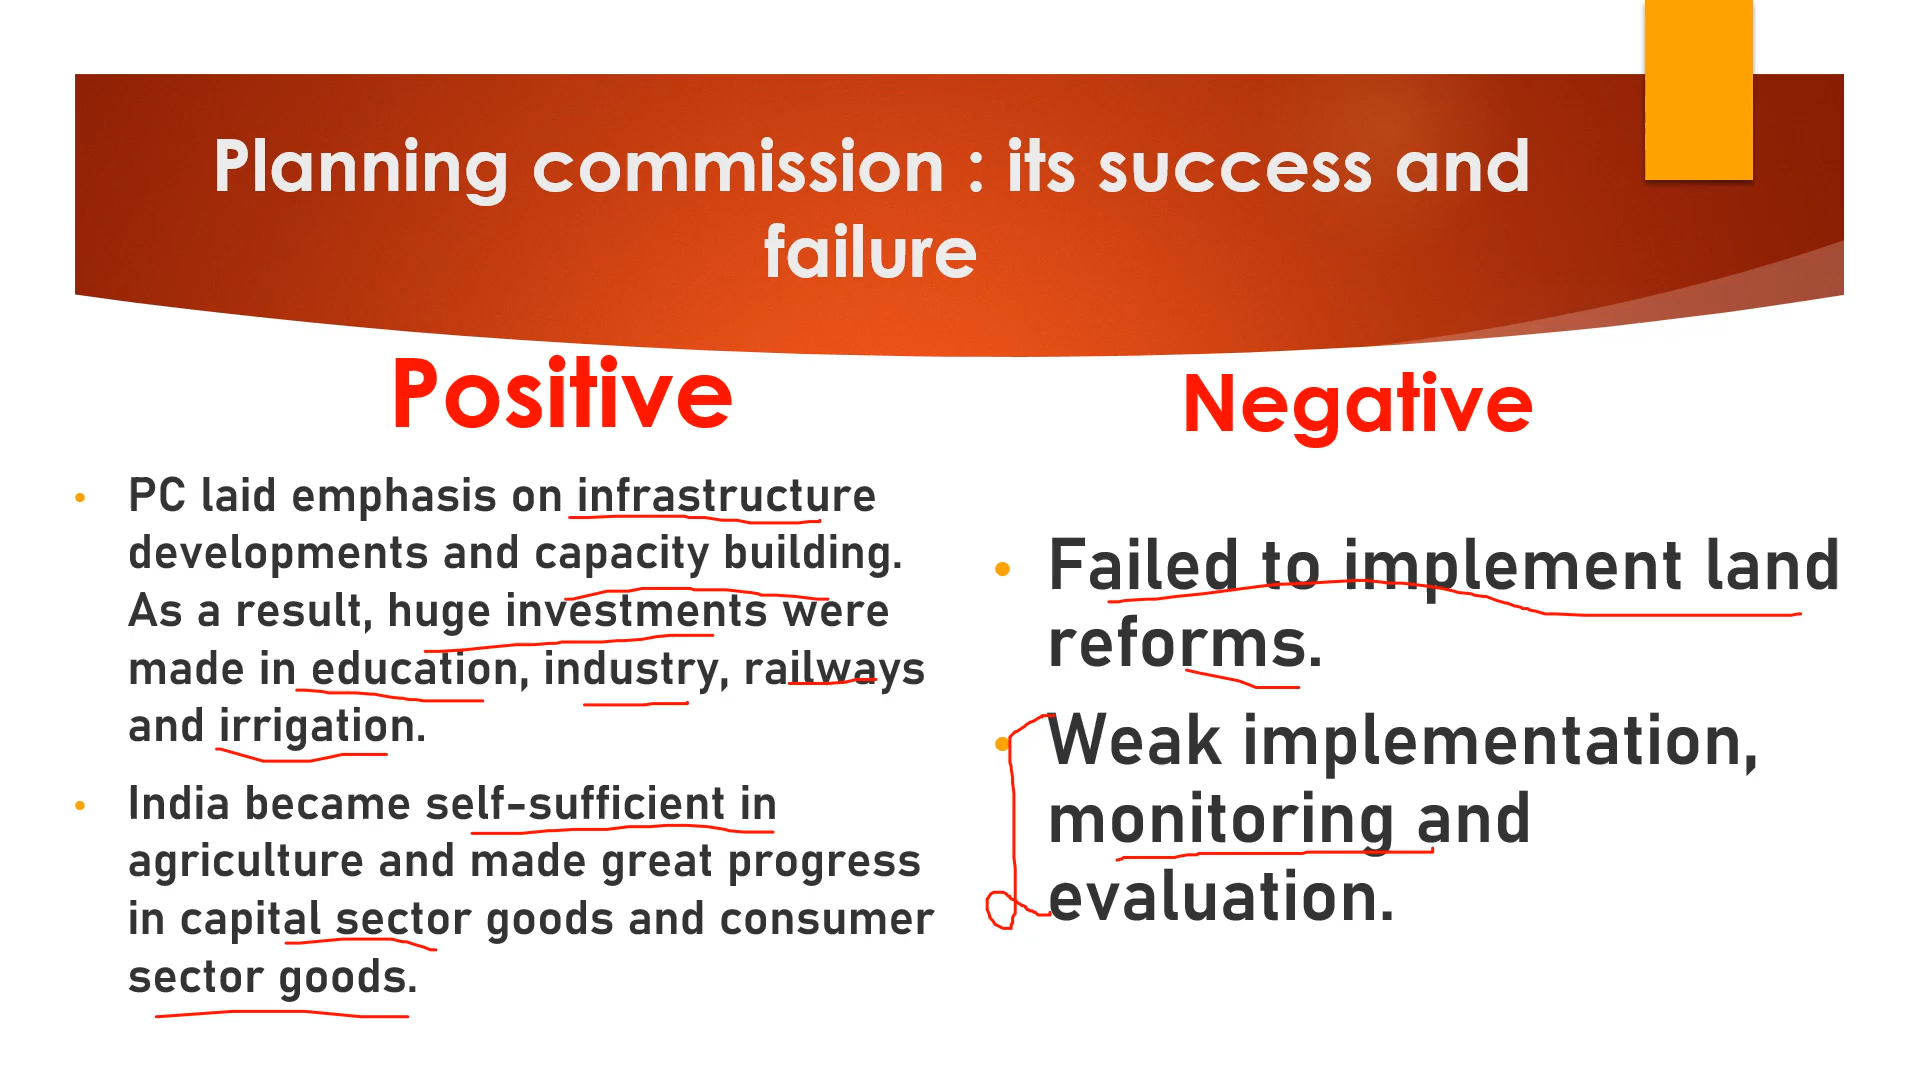 Planning commission : its success and
failure
Positive
• PC laid emphasis on infrastructure
developments and capacity building.
As a result, huge investments were
made in education, industry, railways
and irrigation.
• India became self-sufficient in
agriculture and made great progress
in capital sector goods and consumer
sector goods.
Negative
• Failed to implement land
reforms.
• Weak implementation,
monitoring and
evaluation.